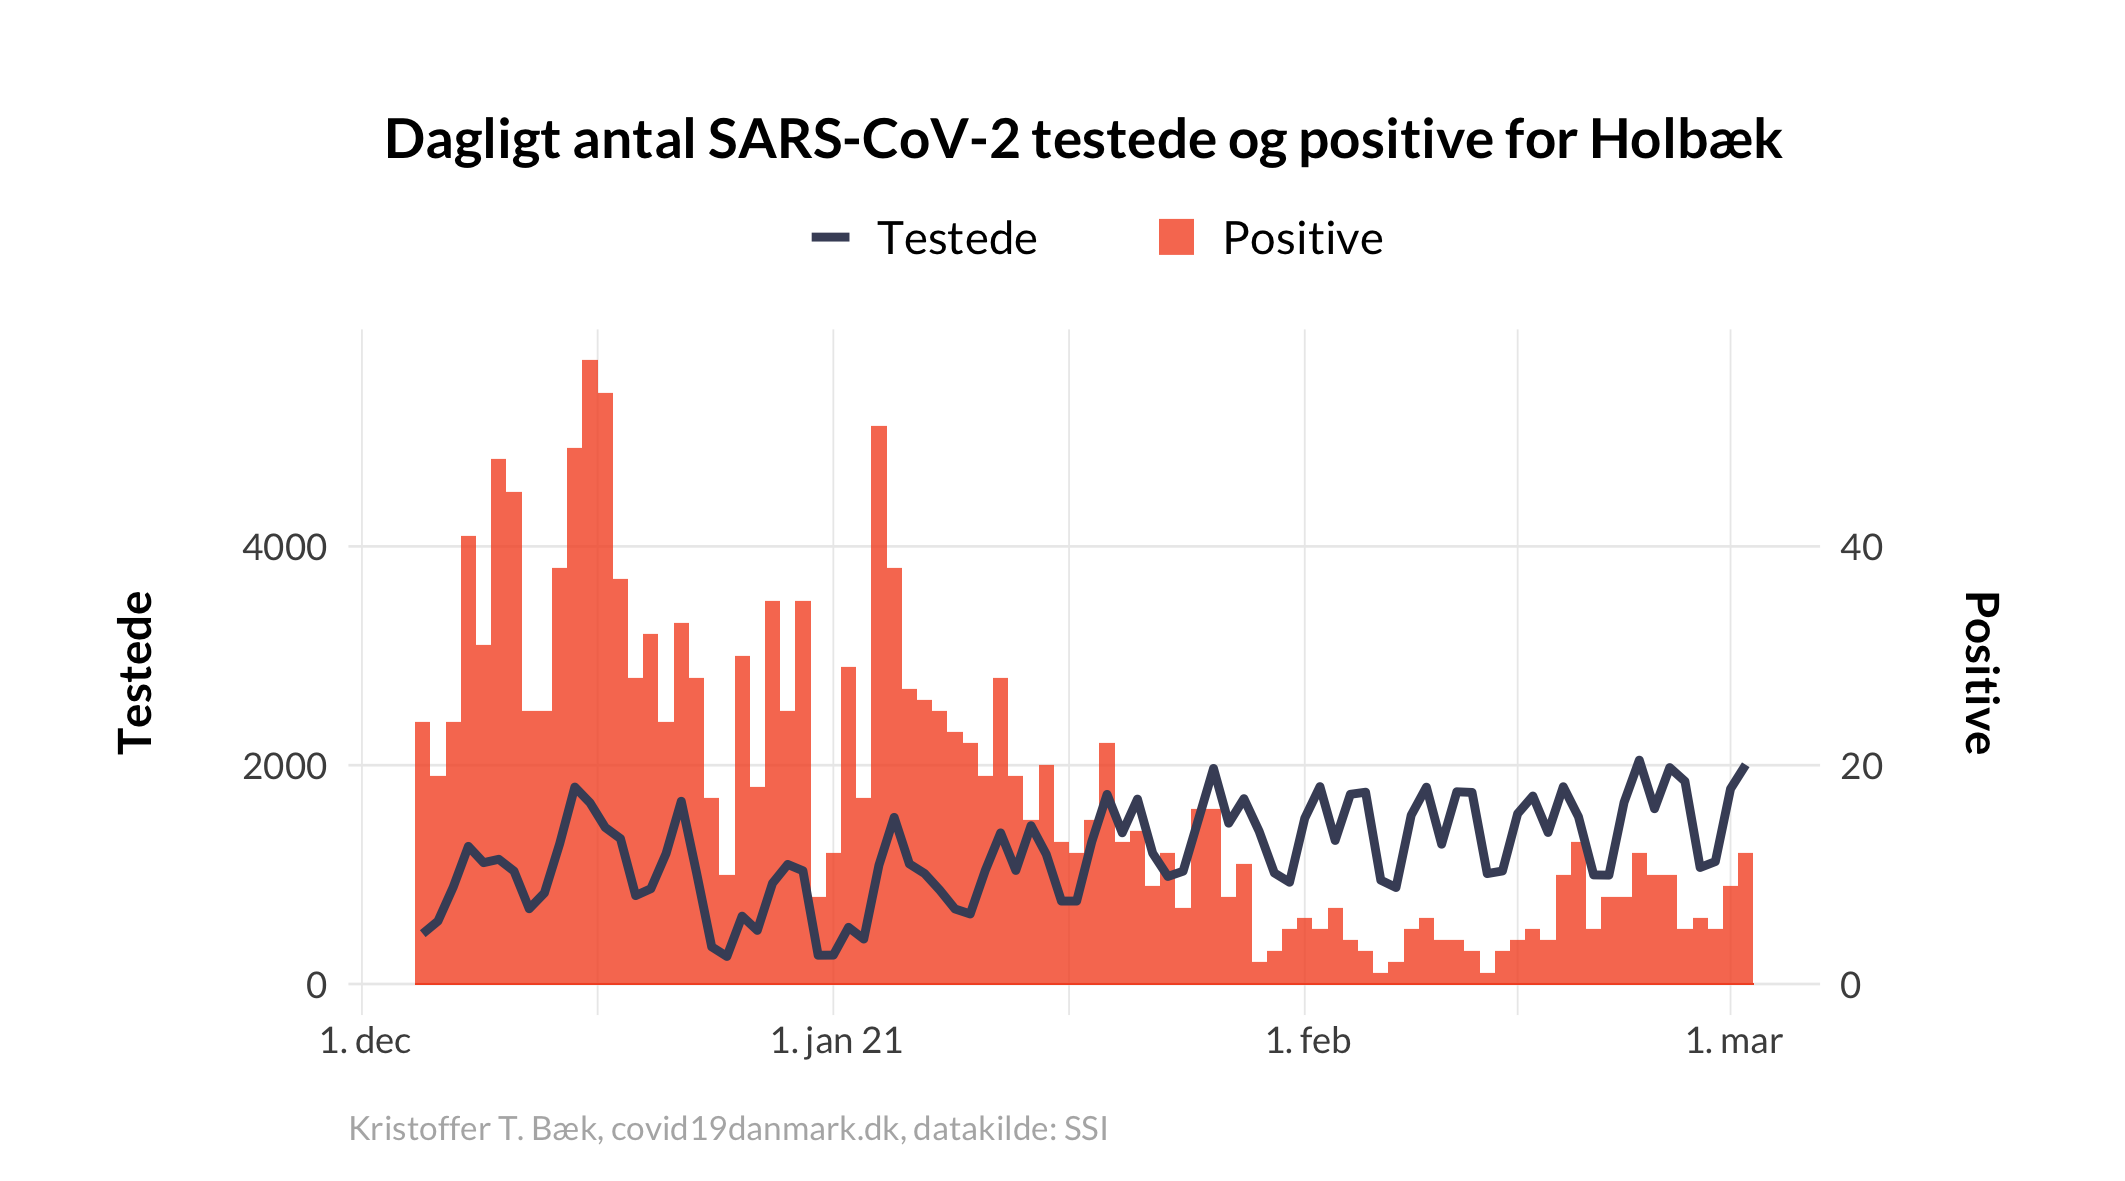 Dagligt antal SARS-CoV-2 testede og positive for Holbæk
Testede Positive
4000 40
Testede
Positive
2000 20
0 0
1. dec 1. jan 21 1. feb 1. mar
Kristoffer T. Bæk, covid19danmark.dk, datakilde: SSI